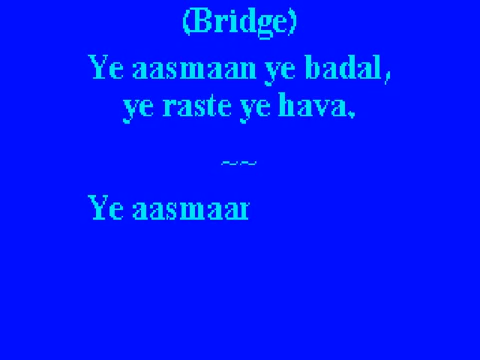 (Bridge)
Ye aasmaan ye badal,
ye raste ye hava.
~~
Ye aasmaan